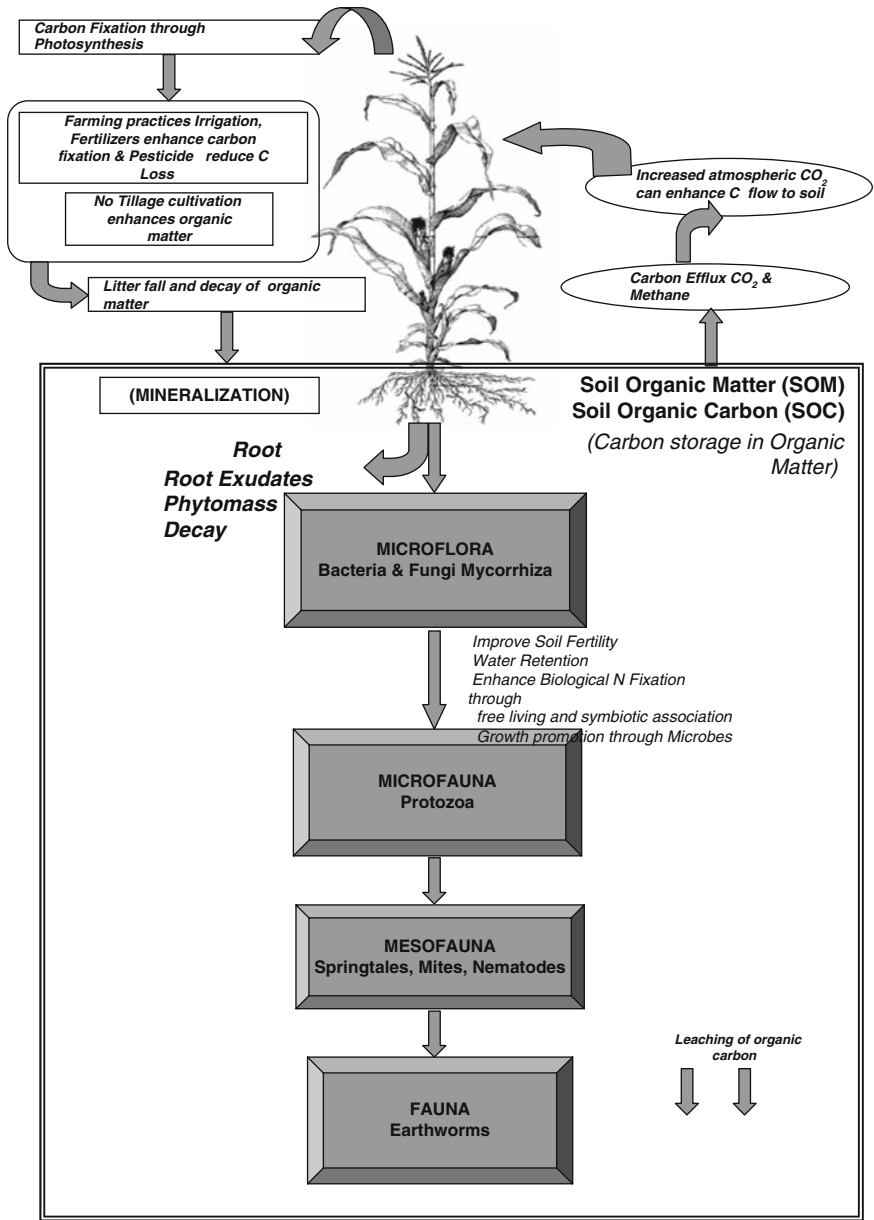 Carbon Fixation through
Photosynthesis
Farming practices Irrigation,
Fertilizers enhance carbon
fixation & Pesticide reduce C
Loss
No Tillage cultivation
enhances organic
matter
Litter fall and decay of organic
matter
Increased atmospheric CO2
can enhance C flow to soil
Carbon Efflux CO2 &
Methane
(MINERALIZATION)
Soil Organic Matter (SOM)
Soil Organic Carbon (SOC)
(Carbon storage in Organic
Matter)
Root
Root Exudates
Phytomass
Decay
MICROFLORA
Bacteria & Fungi Mycorrhiza
Improve Soil Fertility
Water Retention
Enhance Biological N Fixation
through
free living and symbiotic association
Growth promotion through Microbes
MICROFAUNA
Protozoa
MESOFAUNA
Springtales, Mites, Nematodes
Leaching of organic
carbon
FAUNA
Earthworms